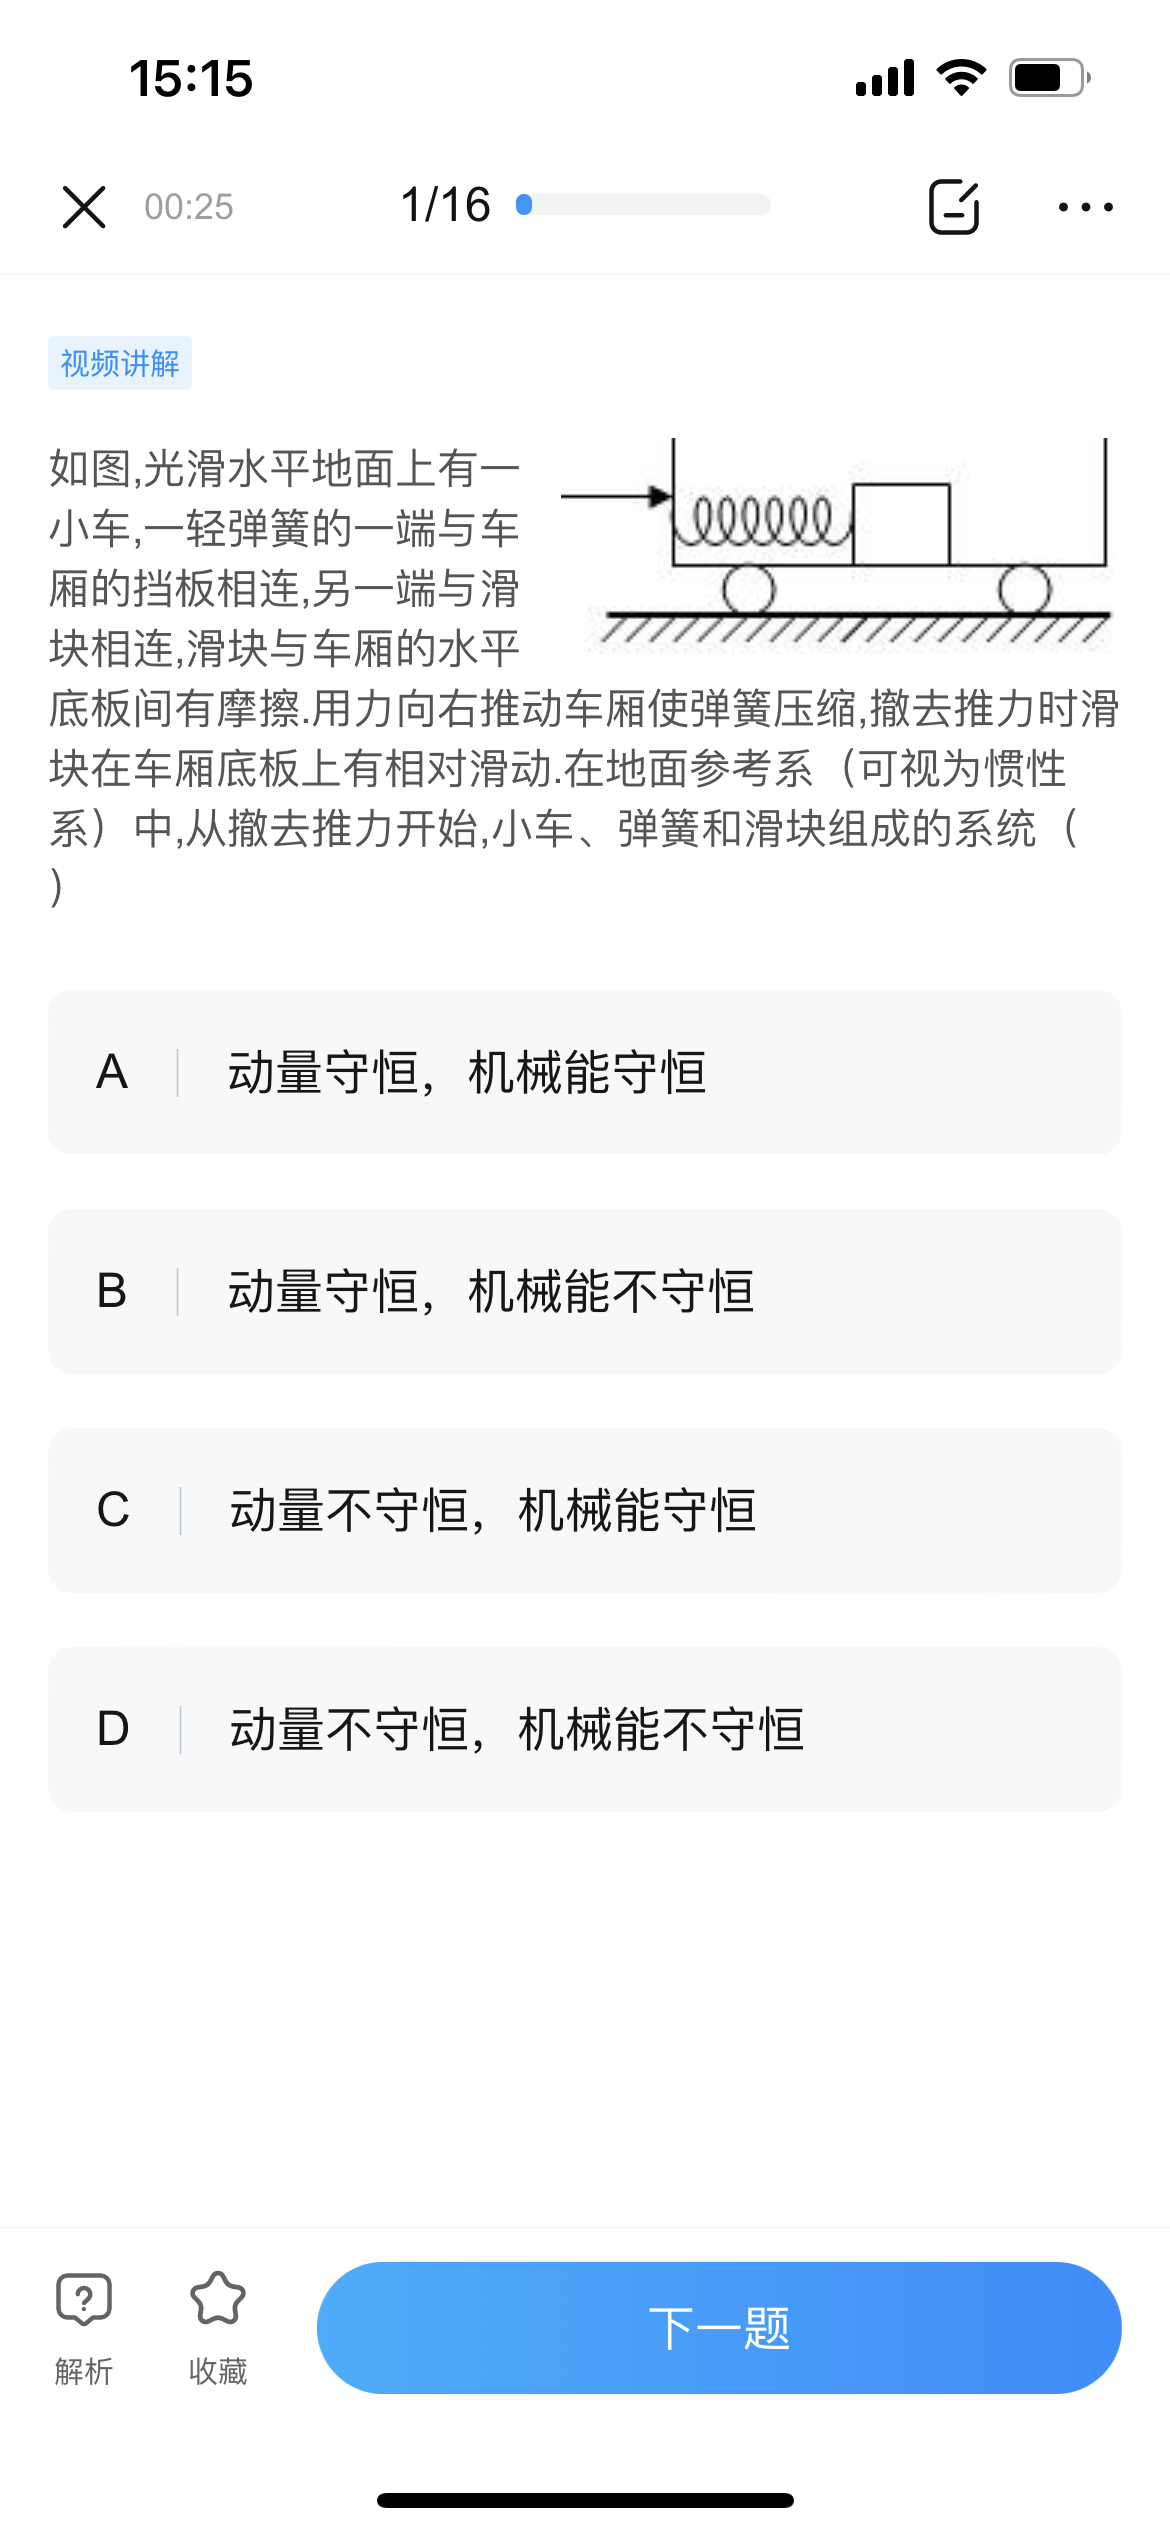 15:15
00:25
1/16
视频讲解
如图,光滑水平地面上有一
小车,一轻弹簧的一端与车
厢的挡板相连,另一端与滑
块相连,滑块与车厢的水平
底板间有摩擦.用力向右推动车厢使弹簧压缩,撤去推力时滑
块在车厢底板上有相对滑动.在地面参考系（可视为惯性
系）中,从撤去推力开始,小车、弹簧和滑块组成的系统（
）
A 动量守恒，机械能守恒
B 动量守恒，机械能不守恒
C 动量不守恒，机械能守恒
D 动量不守恒，机械能不守恒
解析
收藏
下一题